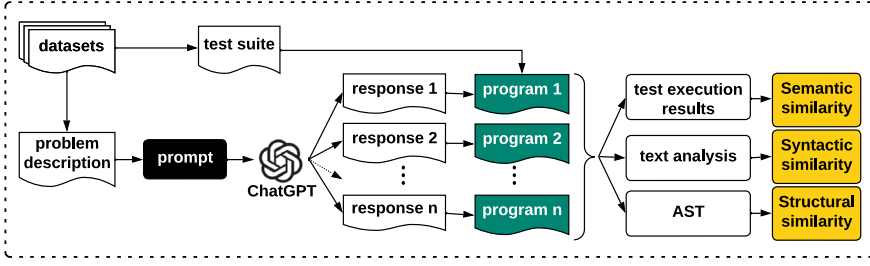 datasets
test suite
problem
description
prompt
ChatGPT
response 1
response 2
response n
program 1
program 2
program n
test execution
results
text analysis
AST
Semantic
similarity
Syntactic
similarity
Structural
similarity